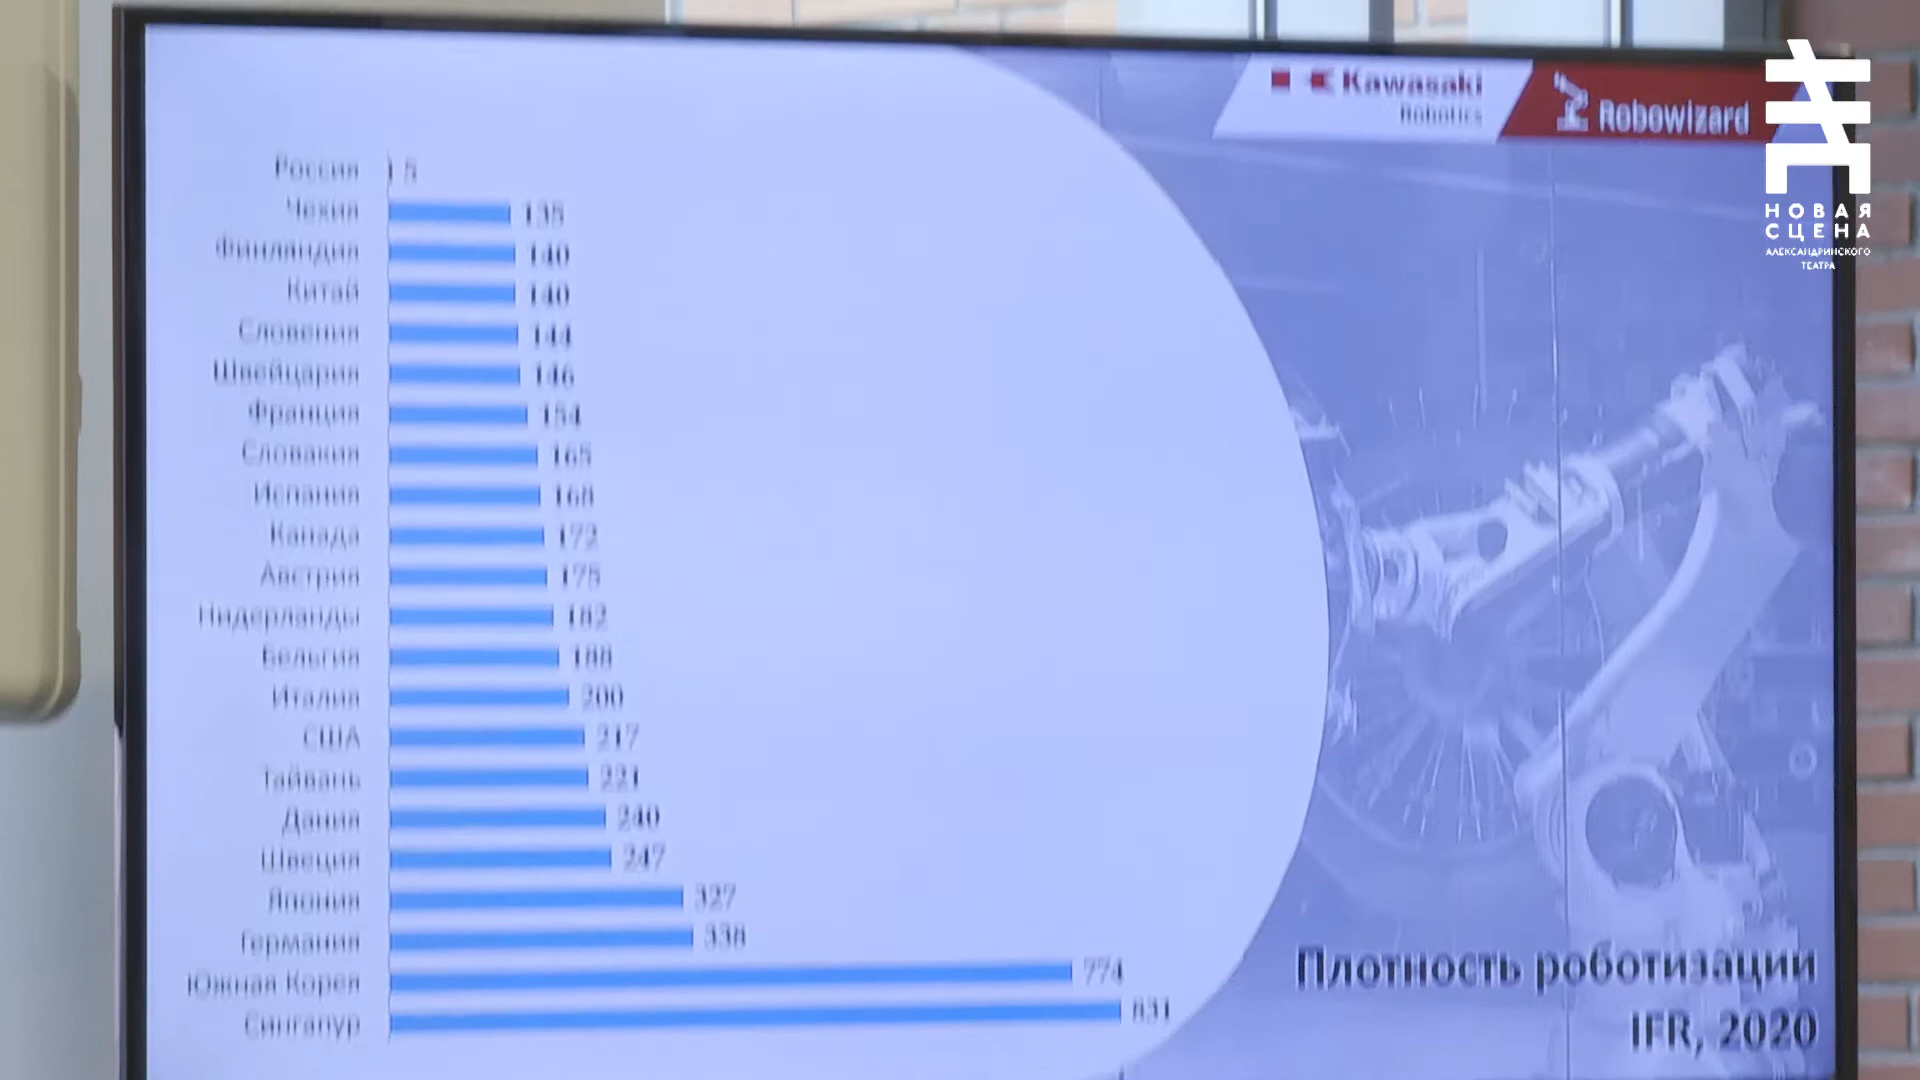 Kawasaki
Robotics
Robowizard
НОВАЯ
СЦЕНА
АЛЕКСАНДРИНСКОГО
ТЕАТРА
Россия 5
Чехия 135
Финландия 140
Китай 140
Словения 144
Швейцария 146
Франция 154
Словакия 165
Испания 168
Канада 172
Австрия 175
Нидерланды 182
Бельгия 188
Италия 200
США 217
Тайвань 221
Дания 240
Швеция 247
Япония 327
Германия 338
Южная Корея 774
Сингапур 831
Плотность роботизации
IFR, 2020